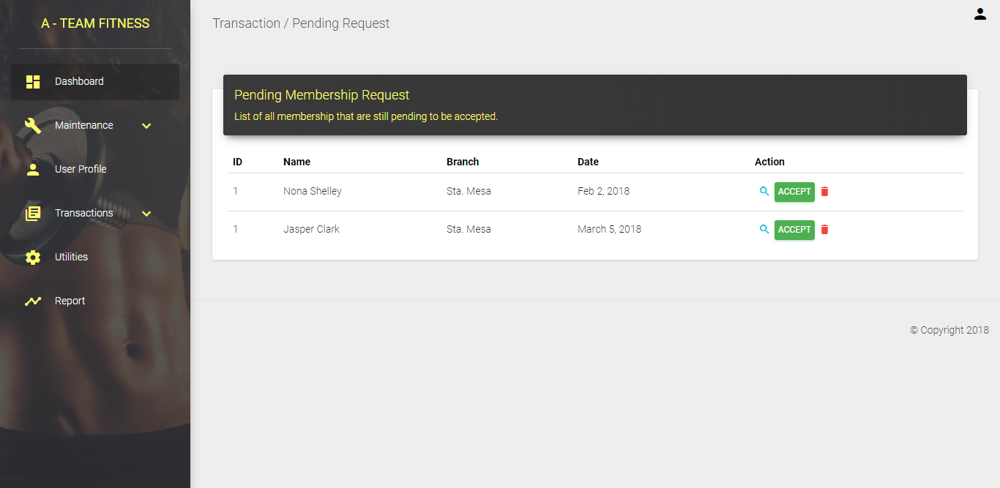 A - TEAM FITNESS
Dashboard
Maintenance
User Profile
Transactions
Utilities
Report
Transaction / Pending Request
Pending Membership Request
List of all membership that are still pending to be accepted.
ID Name Branch Date Action
1 Nona Shelley Sta. Mesa Feb 2, 2018 ACCEPT
1 Jasper Clark Sta. Mesa March 5, 2018 ACCEPT
© Copyright 2018